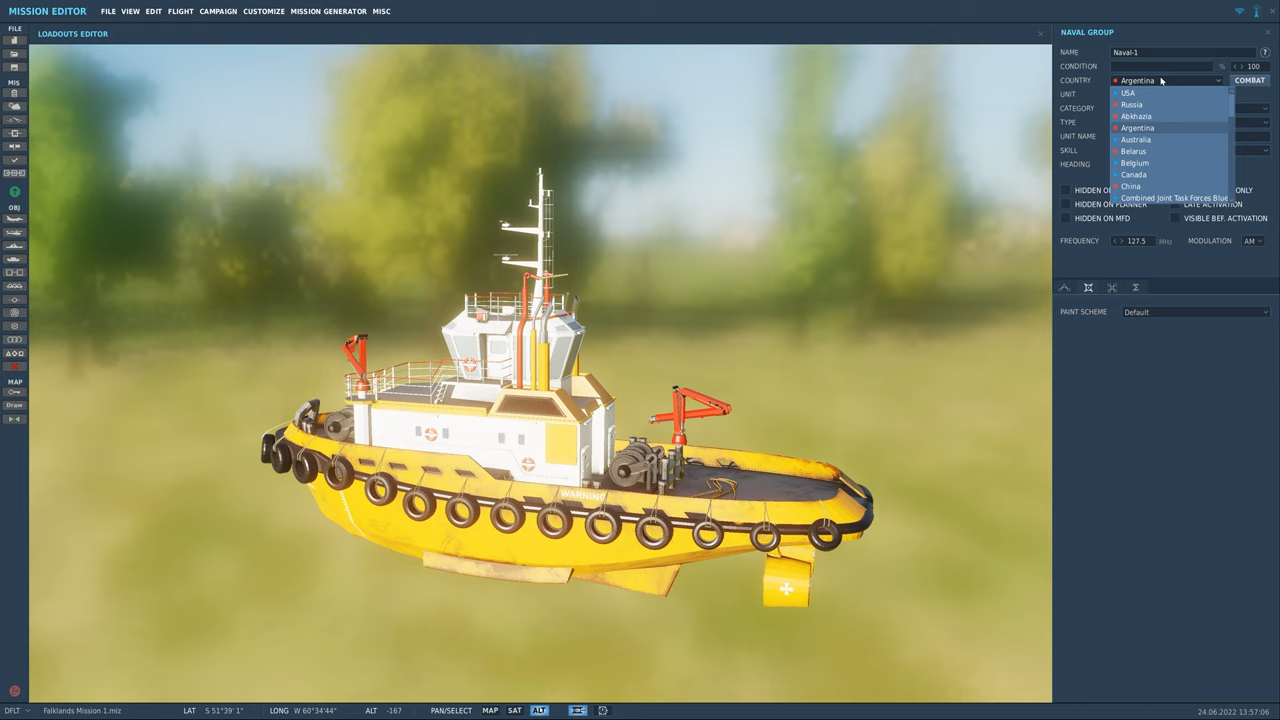 MISSION EDITOR
FILE VIEW EDIT FLIGHT CAMPAIGN CUSTOMIZE MISSION GENERATOR MISC
FILE
MIS
OBJ
MAP
Draw
LOADOUTS EDITOR
WARNING
NAVAL GROUP
NAME Naval-1 ?
CONDITION % < > 100
COUNTRY Argentina COMBAT
UNIT
CATEGORY
TYPE
UNIT NAME
SKILL
HEADING
USA
Russia
Abkhazia
Argentina
Australia
Belarus
Belgium
Canada
China
Combined Joint Task Forces Blue
HIDDEN O ONLY
HIDDEN ON PLANNER LATE ACTIVATION
HIDDEN ON MFD VISIBLE BEF. ACTIVATION
FREQUENCY < > 127.5 MHz MODULATION AM
PAINT SCHEME Default
DFLT Falklands Mission 1.miz LAT S 51°39' 1" LONG W 60°34'44" ALT -167 PAN/SELECT MAP SAT ALT 24.06.2022 13:57:06